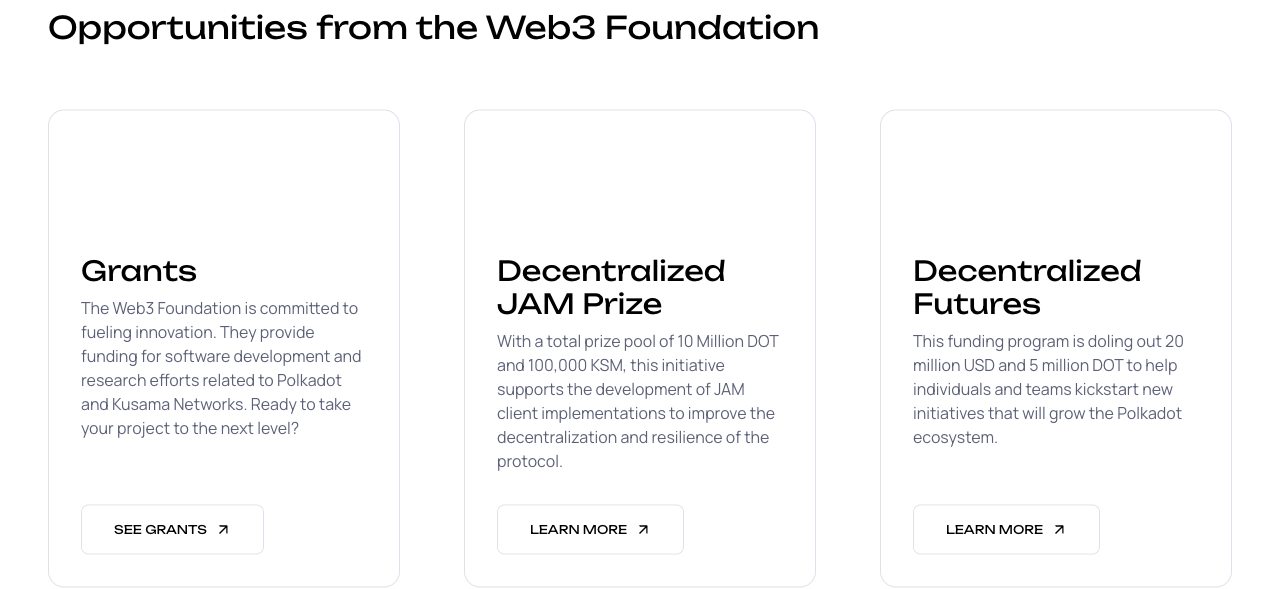 Opportunities from the Web3 Foundation
Grants
The Web3 Foundation is committed to
fueling innovation. They provide
funding for software development and
research efforts related to Polkadot
and Kusama Networks. Ready to take
your project to the next level?
SEE GRANTS
Decentralized
JAM Prize
With a total prize pool of 10 Million DOT
and 100,000 KSM, this initiative
supports the development of JAM
client implementations to improve the
decentralization and resilience of the
protocol.
LEARN MORE
Decentralized
Futures
This funding program is doling out 20
million USD and 5 million DOT to help
individuals and teams kickstart new
initiatives that will grow the Polkadot
ecosystem.
LEARN MORE